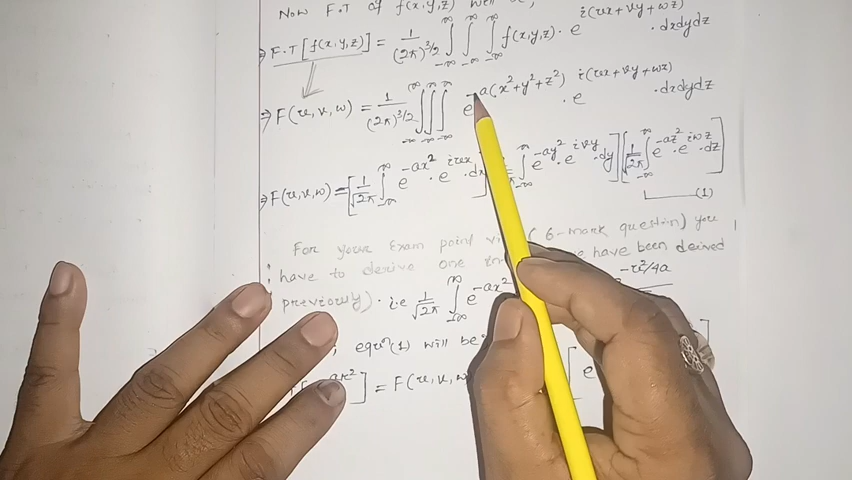 Now F.T of f(x,y,z) will be,
⇒ F.T[f(x,y,z)] = 1/(2π)^3/2 ∫_-∞^∞ ∫_-∞^∞ ∫_-∞^∞ f(x,y,z)·e^i(ux+vy+wz)·dxdydz
⇒ F(u,v,w) = 1/(2π)^3/2 ∫_-∞^∞ ∫_-∞^∞ ∫_-∞^∞ e^-a(x²+y²+z²)·e^i(ux+vy+wz)·dxdydz
⇒ F(u,v,w) = [1/√2π ∫_-∞^∞ e^-ax²·e^iux·dx ∫_-∞^∞ e^-ay²·e^ivy·dy][1/√2π ∫_-∞^∞ e^-az²·e^iwz·dz]
(1)
For your exam point (6-mark question) you
have to derive one have been derived
previously)· i.e 1/√2π ∫_-∞^∞ e^-ax² e^-u²/4a
eqn(1) will be
] = F(u,v,w [e